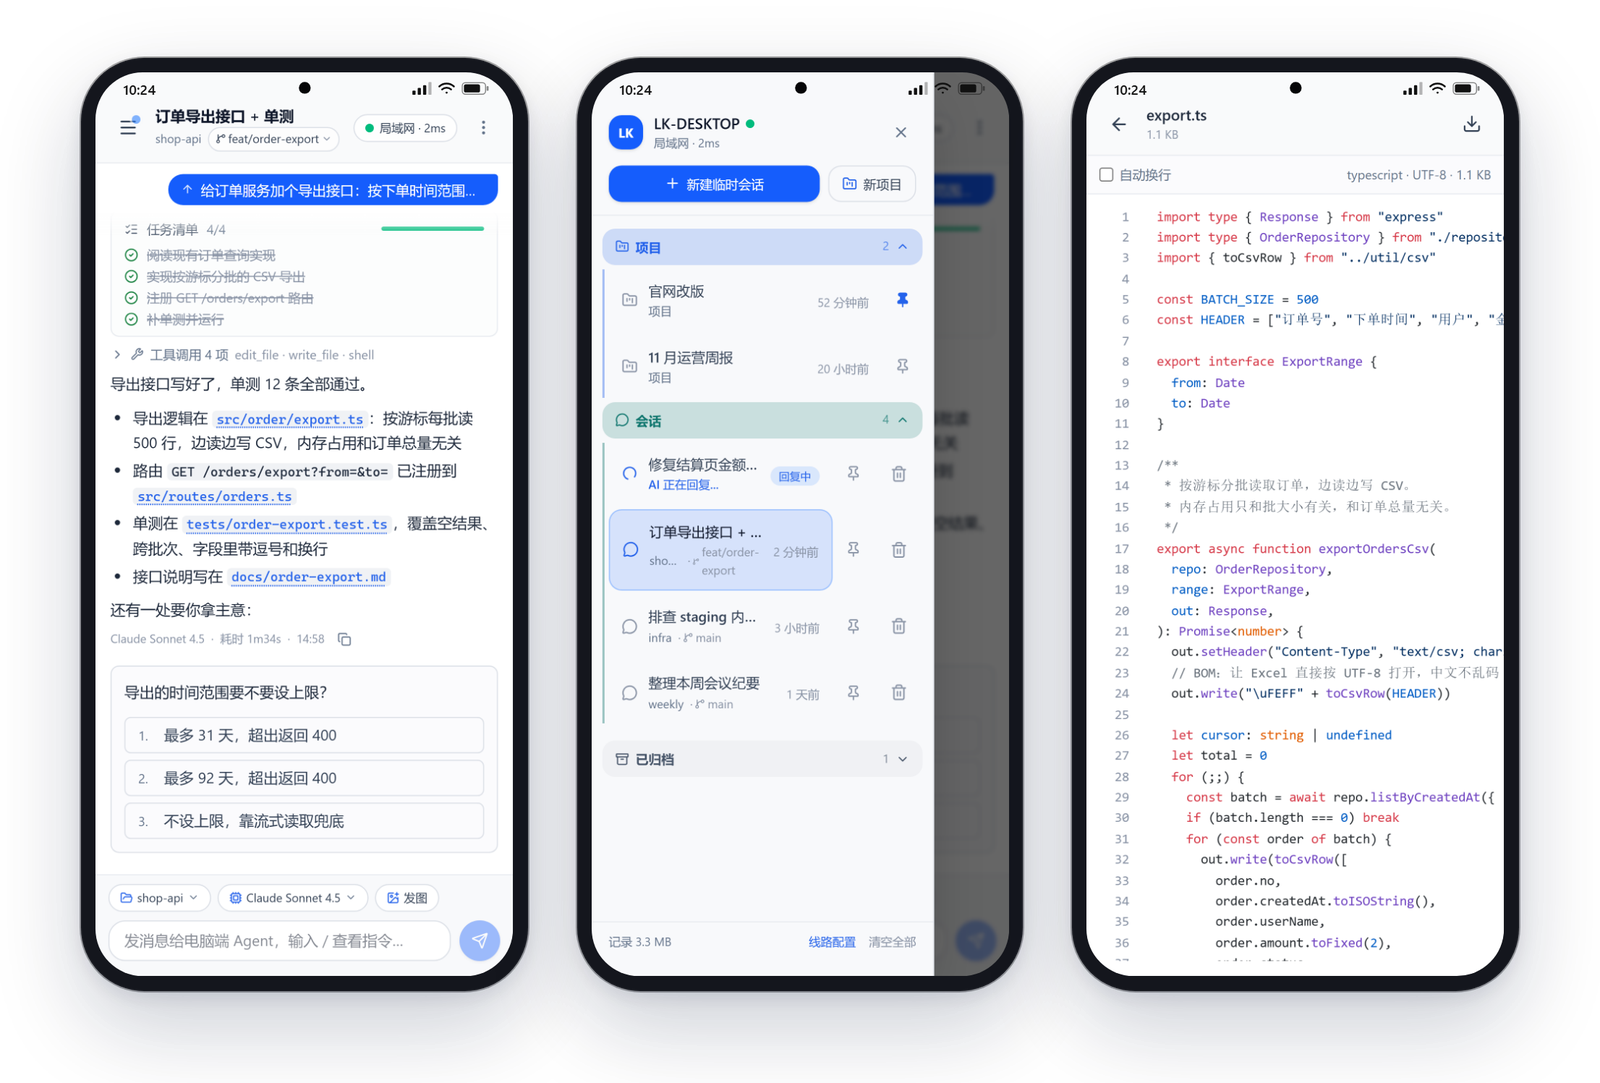 10:24
订单导出接口 + 单测
shop-api
feat/order-export
局域网 · 2ms
给订单服务加个导出接口：按下单时间范围...
任务清单 4/4
阅读现有订单查询实现
实现按游标分批的 CSV 导出
注册 GET /orders/export 路由
补单测并运行
工具调用 4 项 edit_file · write_file · shell
导出接口写好了，单测 12 条全部通过。
导出逻辑在 src/order/export.ts：按游标每批读
500 行，边读边写 CSV，内存占用和订单总量无关
路由 GET /orders/export?from=&to= 已注册到
src/routes/orders.ts
单测在 tests/order-export.test.ts，覆盖空结果、
跨批次、字段里带逗号和换行
接口说明写在 docs/order-export.md
还有一处要你拿主意：
Claude Sonnet 4.5 · 耗时 1m34s · 14:58
导出的时间范围要不要设上限？
1. 最多 31 天，超出返回 400
2. 最多 92 天，超出返回 400
3. 不设上限，靠流式读取兜底
shop-api
Claude Sonnet 4.5
发图
发消息给电脑端 Agent，输入 / 查看指令...
10:24
LK
LK-DESKTOP
局域网 · 2ms
新建临时会话
新项目
项目 2
官网改版
项目
52 分钟前
11 月运营周报
项目
20 小时前
会话 4
修复结算页金额...
AI 正在回复...
回复中
订单导出接口 + ...
sho... · feat/order-
export
2 分钟前
排查 staging 内...
infra · main
3 小时前
整理本周会议纪要
weekly · main
1 天前
已归档 1
记录 3.3 MB
线路配置
清空全部
10:24
export.ts
1.1 KB
自动换行
typescript · UTF-8 · 1.1 KB
1 import type { Response } from "express"
2 import type { OrderRepository } from "./reposit
3 import { toCsvRow } from "../util/csv"
4
5 const BATCH_SIZE = 500
6 const HEADER = ["订单号", "下单时间", "用户", "
7
8 export interface ExportRange {
9 from: Date
10 to: Date
11 }
12
13 /**
14 * 按游标分批读取订单，边读边写 CSV。
15 * 内存占用只和批大小有关，和订单总量无关。
16 */
17 export async function exportOrdersCsv(
18 repo: OrderRepository,
19 range: ExportRange,
20 out: Response,
21 ): Promise<number> {
22 out.setHeader("Content-Type", "text/csv; char
23 // BOM：让 Excel 直接按 UTF-8 打开，中文不乱码
24 out.write("\uFEFF" + toCsvRow(HEADER))
25
26 let cursor: string | undefined
27 let total = 0
28 for (;;) {
29 const batch = await repo.listByCreatedAt({
30 if (batch.length === 0) break
31 for (const order of batch) {
32 out.write(toCsvRow([
33 order.no,
34 order.createdAt.toISOString(),
35 order.userName,
36 order.amount.toFixed(2),